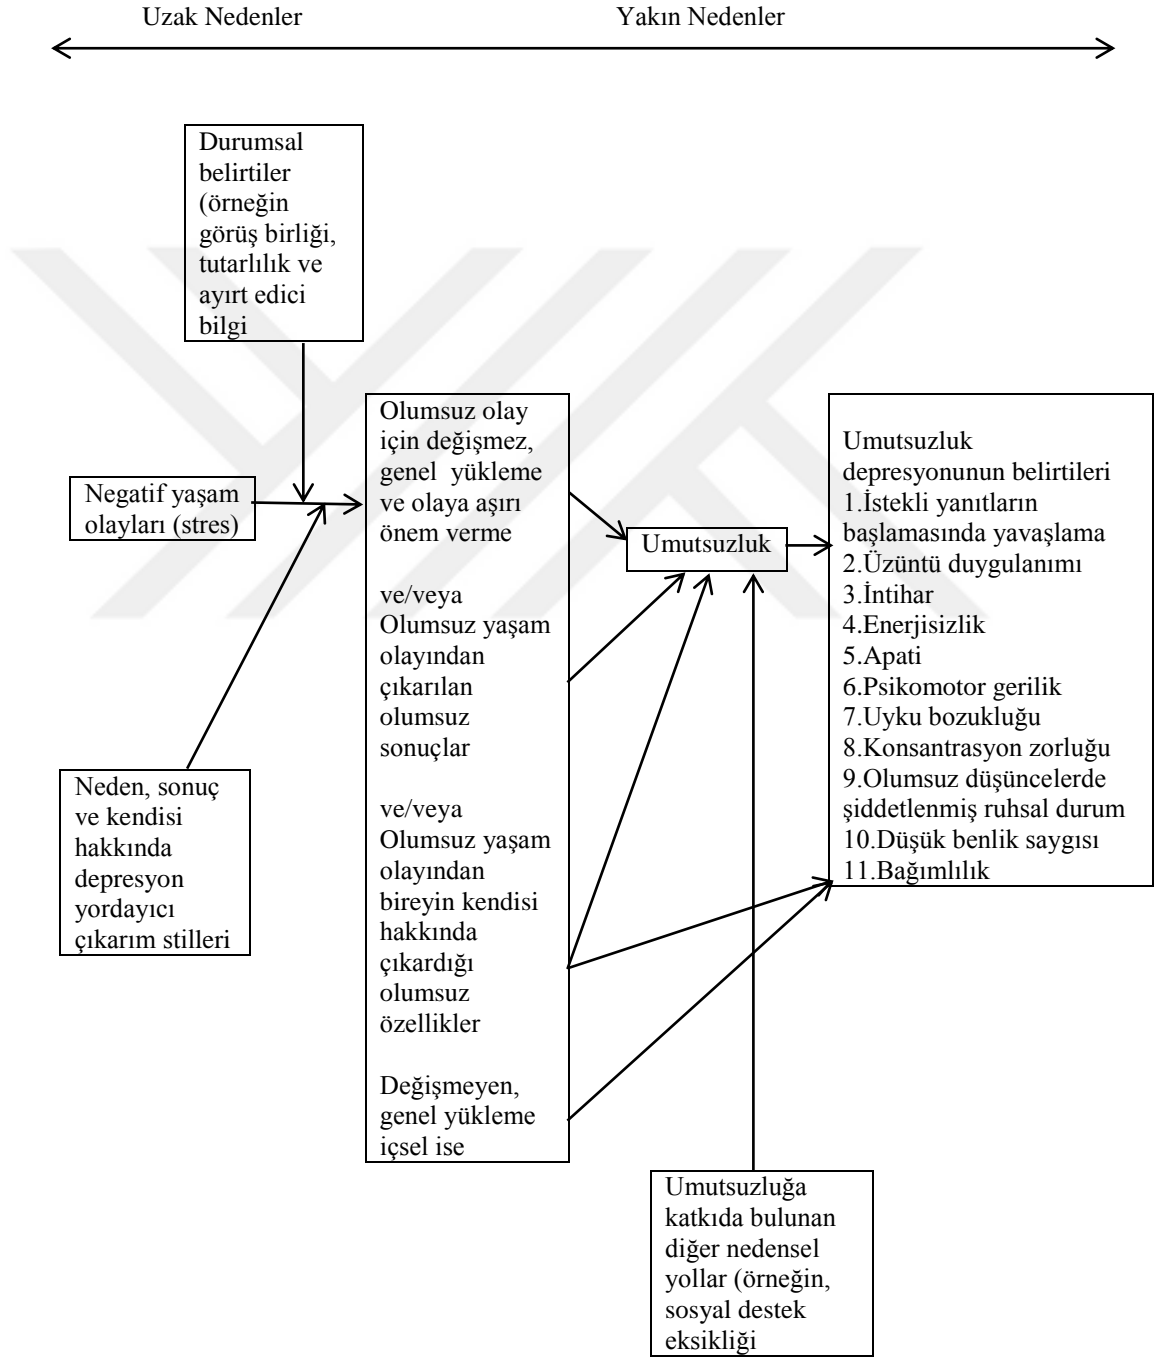 Uzak Nedenler
Yakın Nedenler
Durumsal
belirtiler
(örneğin
görüş birliği,
tutarlılık ve
ayırt edici
bilgi
Negatif yaşam
olayları (stres)
Neden, sonuç
ve kendisi
hakkında
depresyon
yordayıcı
çıkarım stilleri
Olumsuz olay
için değişmez,
genel yükleme
ve olaya aşırı
önem verme
ve/veya
Olumsuz yaşam
olayından
çıkarılan
olumsuz
sonuçlar
ve/veya
Olumsuz yaşam
olayından
bireyin kendisi
hakkında
çıkardığı
olumsuz
özellikler
Değişmeyen,
genel yükleme
içsel ise
Umutsuzluk
Umutsuzluğa
katkıda bulunan
diğer nedensel
yollar (örneğin,
sosyal destek
eksikliği
Umutsuzluk
depresyonunun belirtileri
1.İstekli yanıtların
başlamasında yavaşlama
2.Üzüntü duygulanımı
3.İntihar
4.Enerjisizlik
5.Apati
6.Psikomotor gerilik
7.Uyku bozukluğu
8.Konsantrasyon zorluğu
9.Olumsuz düşüncelerde
şiddetlenmiş ruhsal durum
10.Düşük benlik saygısı
11.Bağımlılık